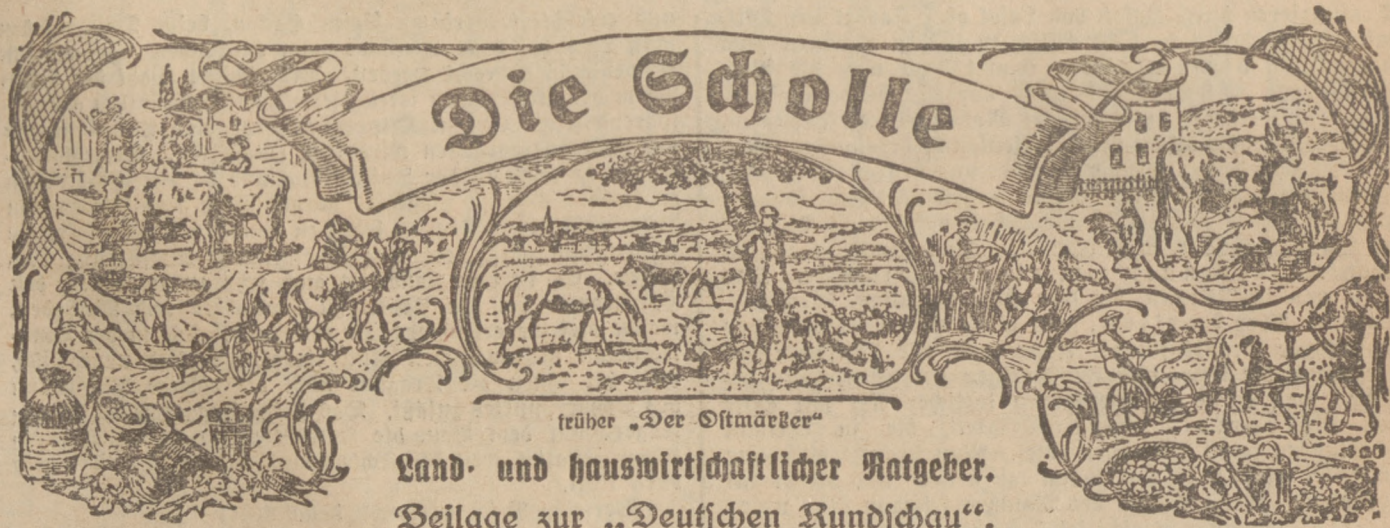 Die Scholle
früher „Der Ostmärker“
Land- und hauswirtschaftlicher Ratgeber.
Beilage zur „Deutschen Rundschau“.